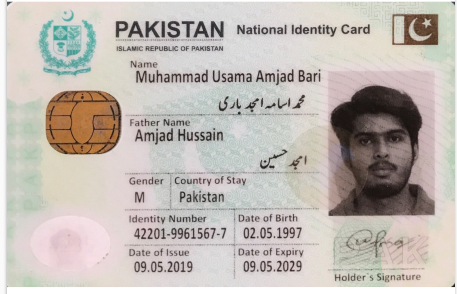 PAKISTAN National Identity Card
ISLAMIC REPUBLIC OF PAKISTAN
Name
Muhammad Usama Amjad Bari
محمد اسامہ امجد باری
Father Name
Amjad Hussain
امجد حسین
Gender Country of Stay
M Pakistan
Identity Number Date of Birth
42201-9961567-7 02.05.1997
Date of Issue Date of Expiry
09.05.2019 09.05.2029
Holder's Signature